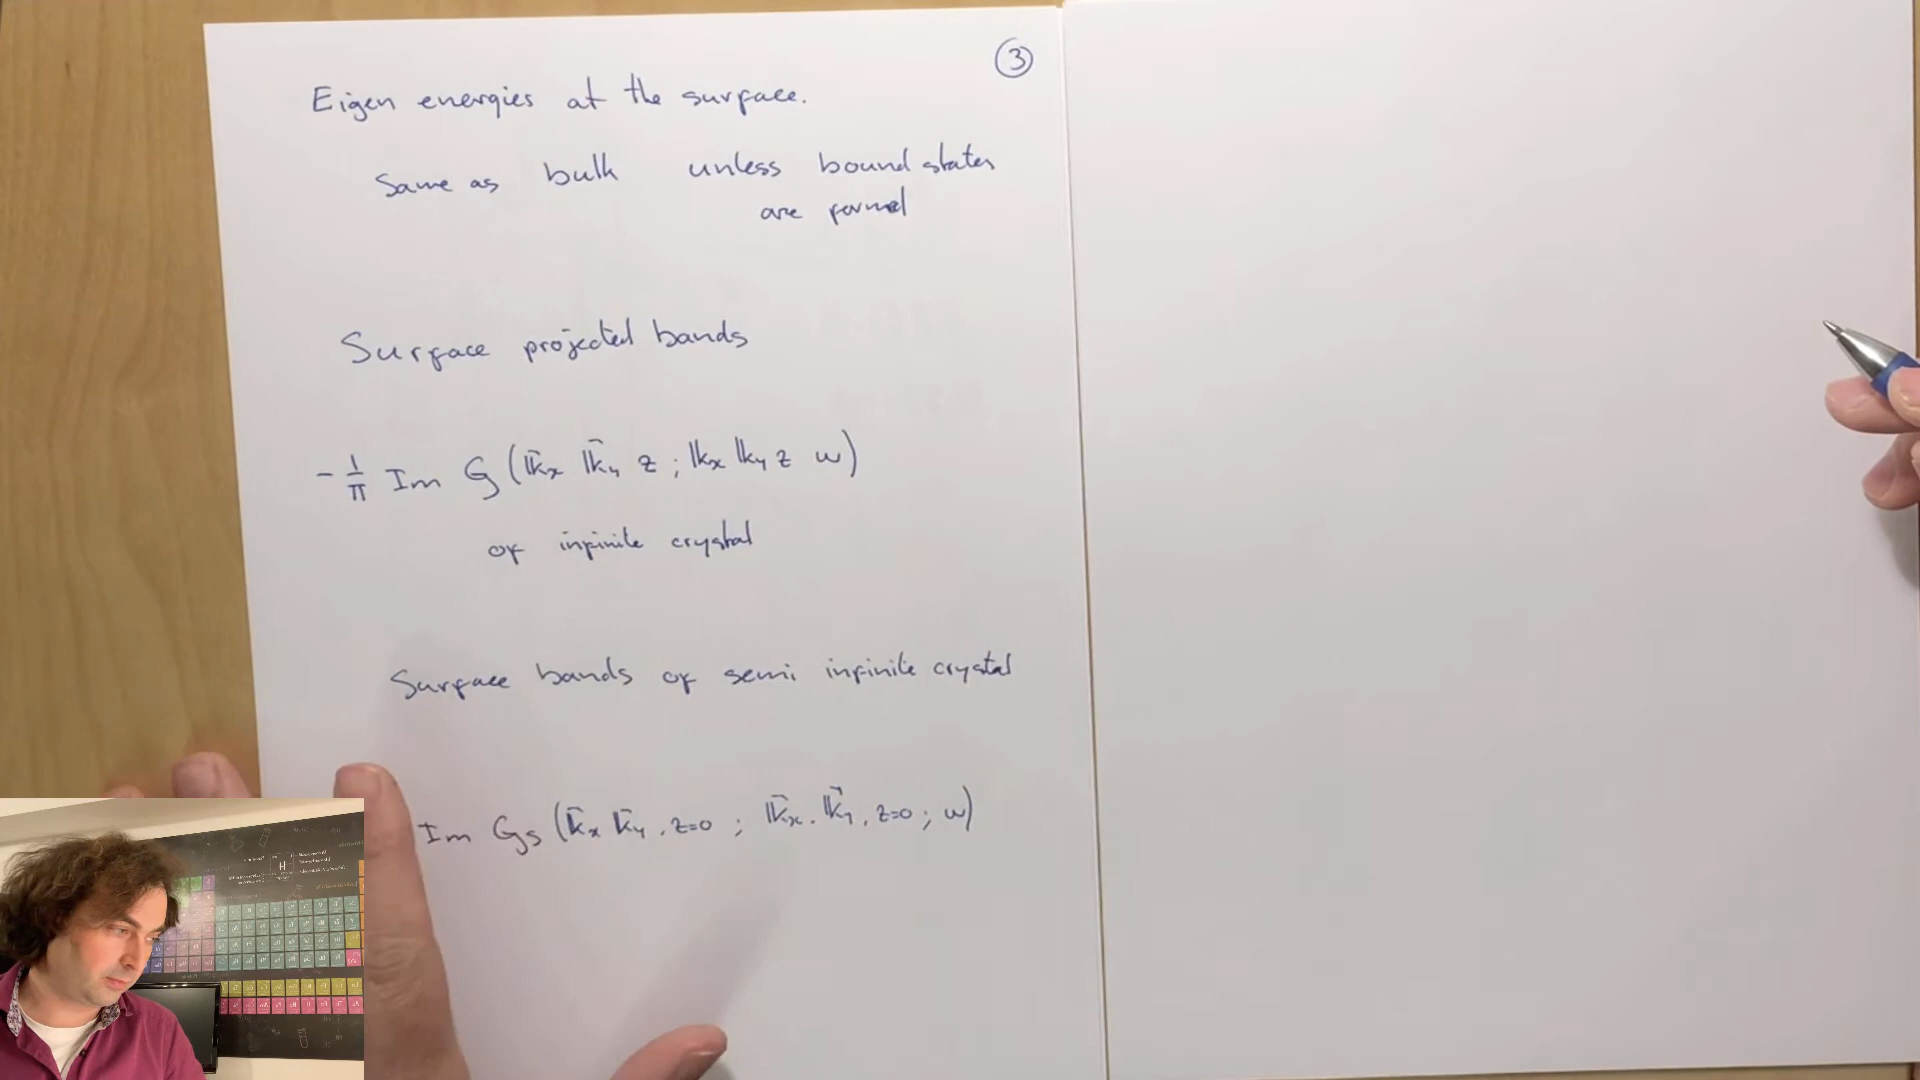 ③
Eigen energies at the surface.
Same as bulk unless bound states
are formed
Surface projected bands
- 1/π Im G(k̄x k̄y z ; kx ky z ω)
of infinite crystal
Surface bands of semi infinite crystal
Im Gs (k̄x k̄y, z=0 ; k̄x, k̄y, z=0 ; ω)